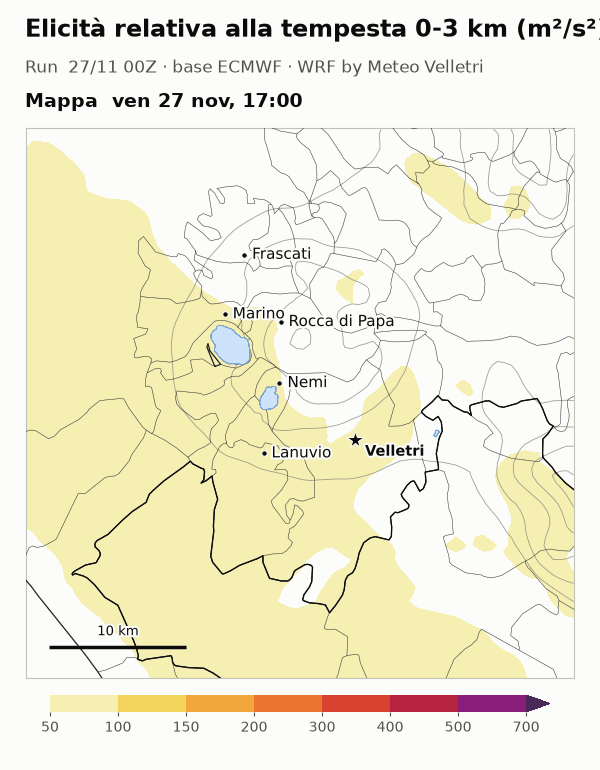 Elicità relativa alla tempesta 0-3 km (m²/s²)
Run 27/11 00Z · base ECMWF · WRF by Meteo Velletri
Mappa ven 27 nov, 17:00
Frascati
Marino
Rocca di Papa
Nemi
Velletri
Lanuvio
10 km
50 100 150 200 300 400 500 700